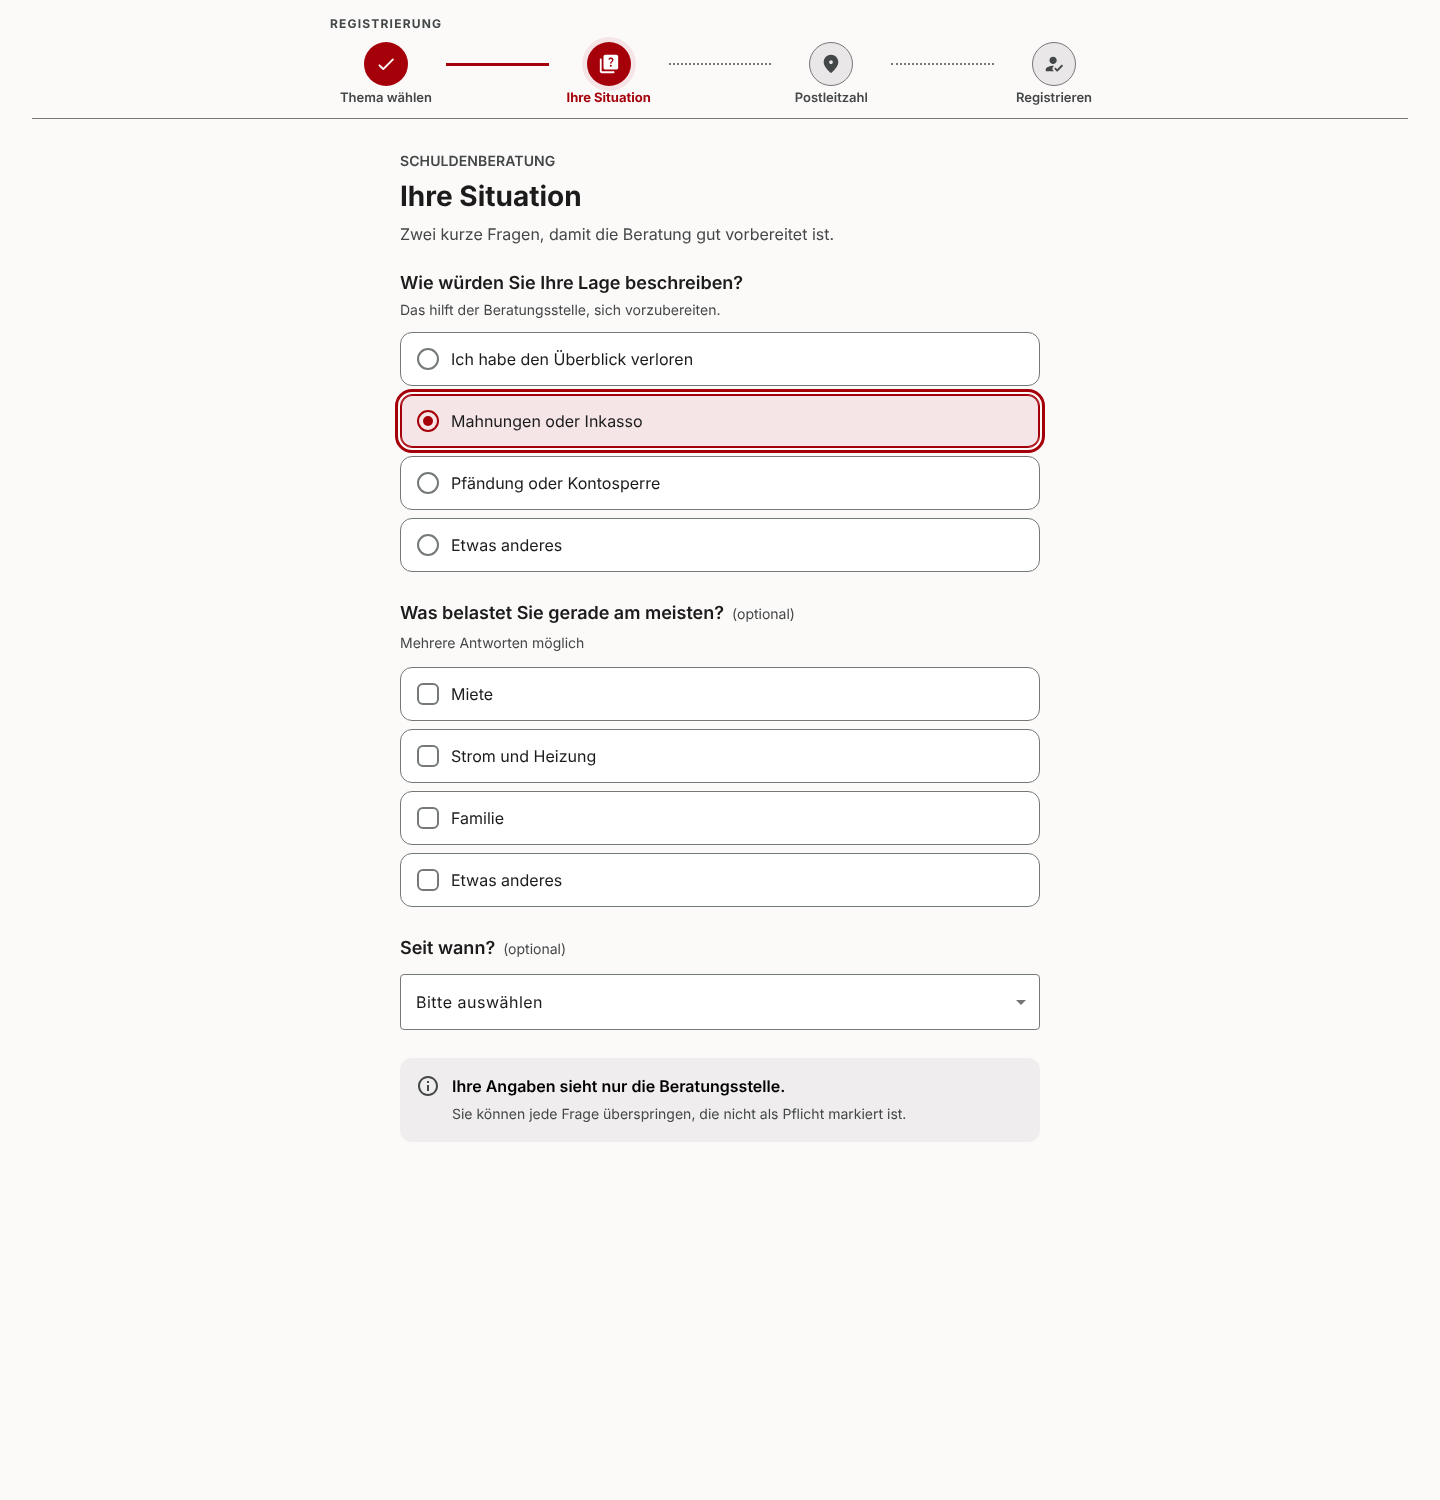 REGISTRIERUNG
Thema wählen
Ihre Situation
Postleitzahl
Registrieren
SCHULDENBERATUNG
Ihre Situation
Zwei kurze Fragen, damit die Beratung gut vorbereitet ist.
Wie würden Sie Ihre Lage beschreiben?
Das hilft der Beratungsstelle, sich vorzubereiten.
Ich habe den Überblick verloren
Mahnungen oder Inkasso
Pfändung oder Kontosperre
Etwas anderes
Was belastet Sie gerade am meisten? (optional)
Mehrere Antworten möglich
Miete
Strom und Heizung
Familie
Etwas anderes
Seit wann? (optional)
Bitte auswählen
Ihre Angaben sieht nur die Beratungsstelle.
Sie können jede Frage überspringen, die nicht als Pflicht markiert ist.